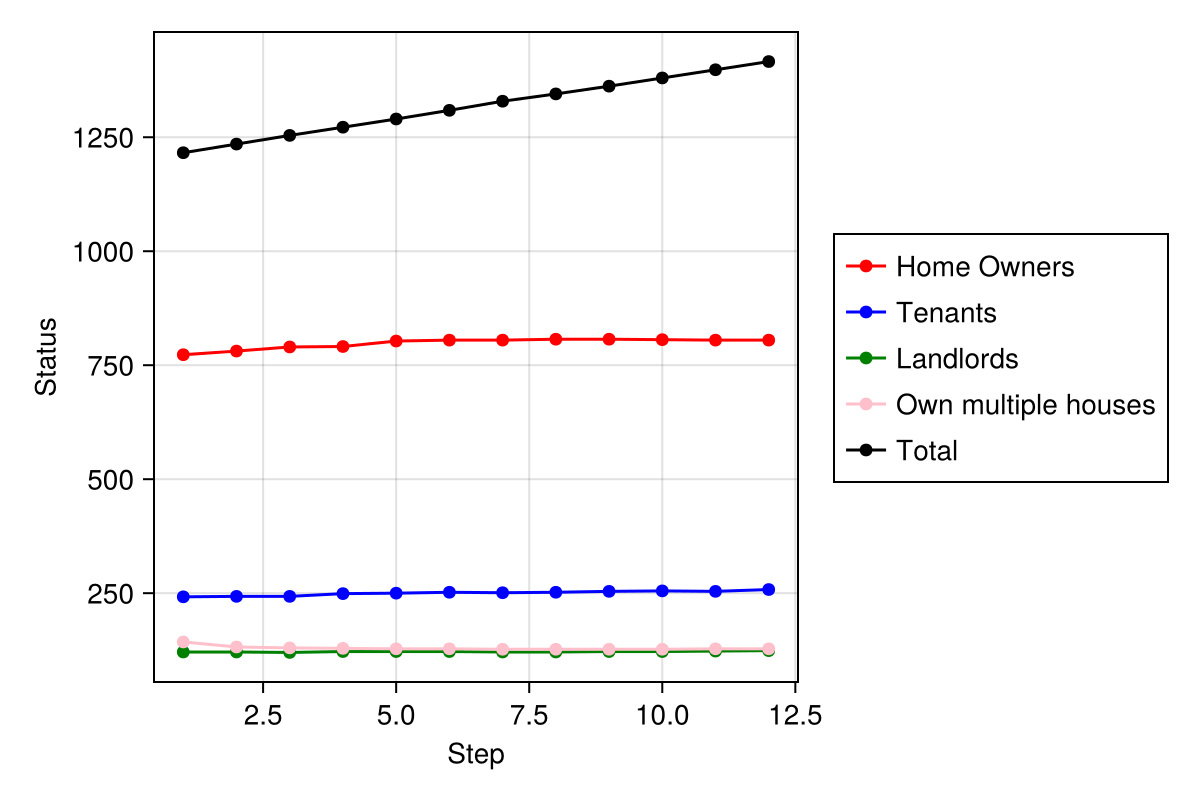 1250
1000
750
500
250
Status
2.5 5.0 7.5 10.0 12.5
Step
Home Owners
Tenants
Landlords
Own multiple houses
Total